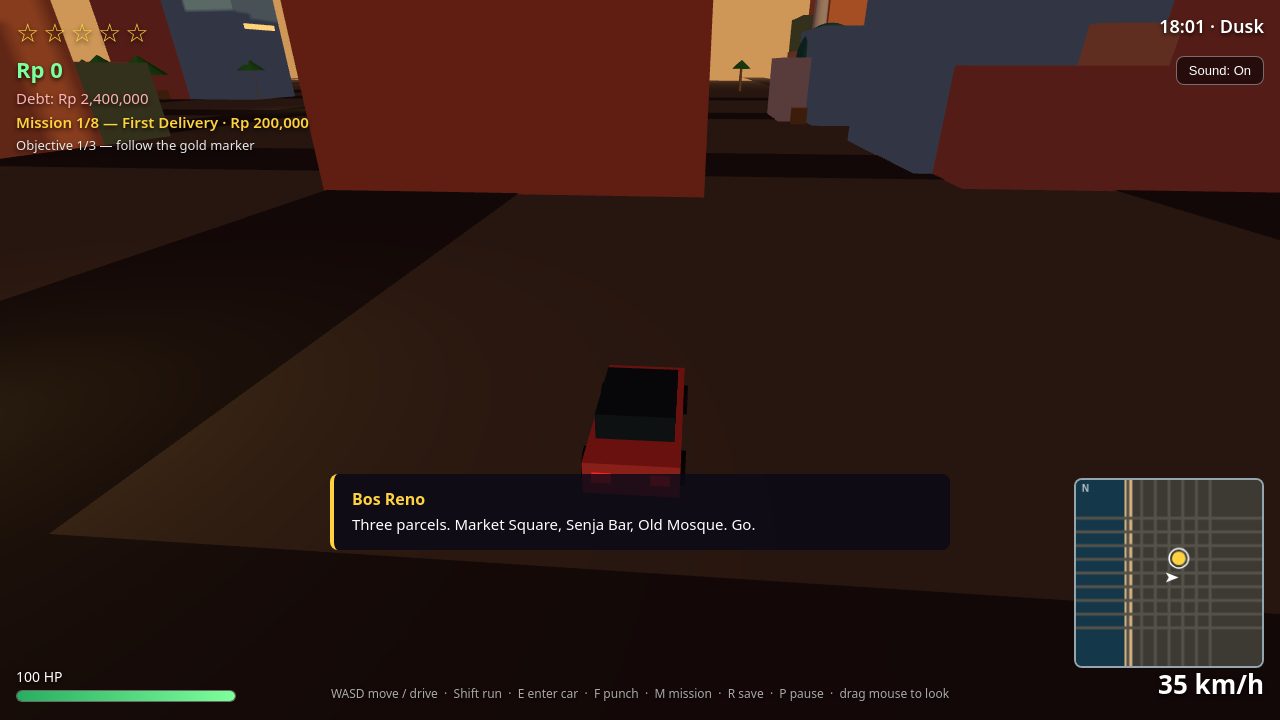 ☆☆☆☆☆
Rp 0
Debt: Rp 2,400,000
Mission 1/8 — First Delivery · Rp 200,000
Objective 1/3 — follow the gold marker
18:01 · Dusk
Sound: On
Bos Reno
Three parcels. Market Square, Senja Bar, Old Mosque. Go.
N
100 HP
WASD move / drive · Shift run · E enter car · F punch · M mission · R save · P pause · drag mouse to look
35 km/h